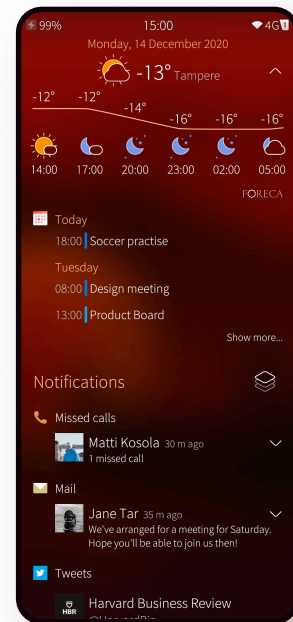 99% 15:00 4G 1
Monday, 14 December 2020
-13° Tampere
-12° -12° -14° -16° -16° -16°
14:00 17:00 20:00 23:00 02:00 05:00
FORECA
Today
18:00 Soccer practise
Tuesday
08:00 Design meeting
13:00 Product Board
Show more...
Notifications
Missed calls
Matti Kosola 30 m ago
1 missed call
Mail
Jane Tar 35 m ago
We've arranged for a meeting for Saturday.
Hope you'll be able to join us then!
Tweets
HBR Harvard Business Review